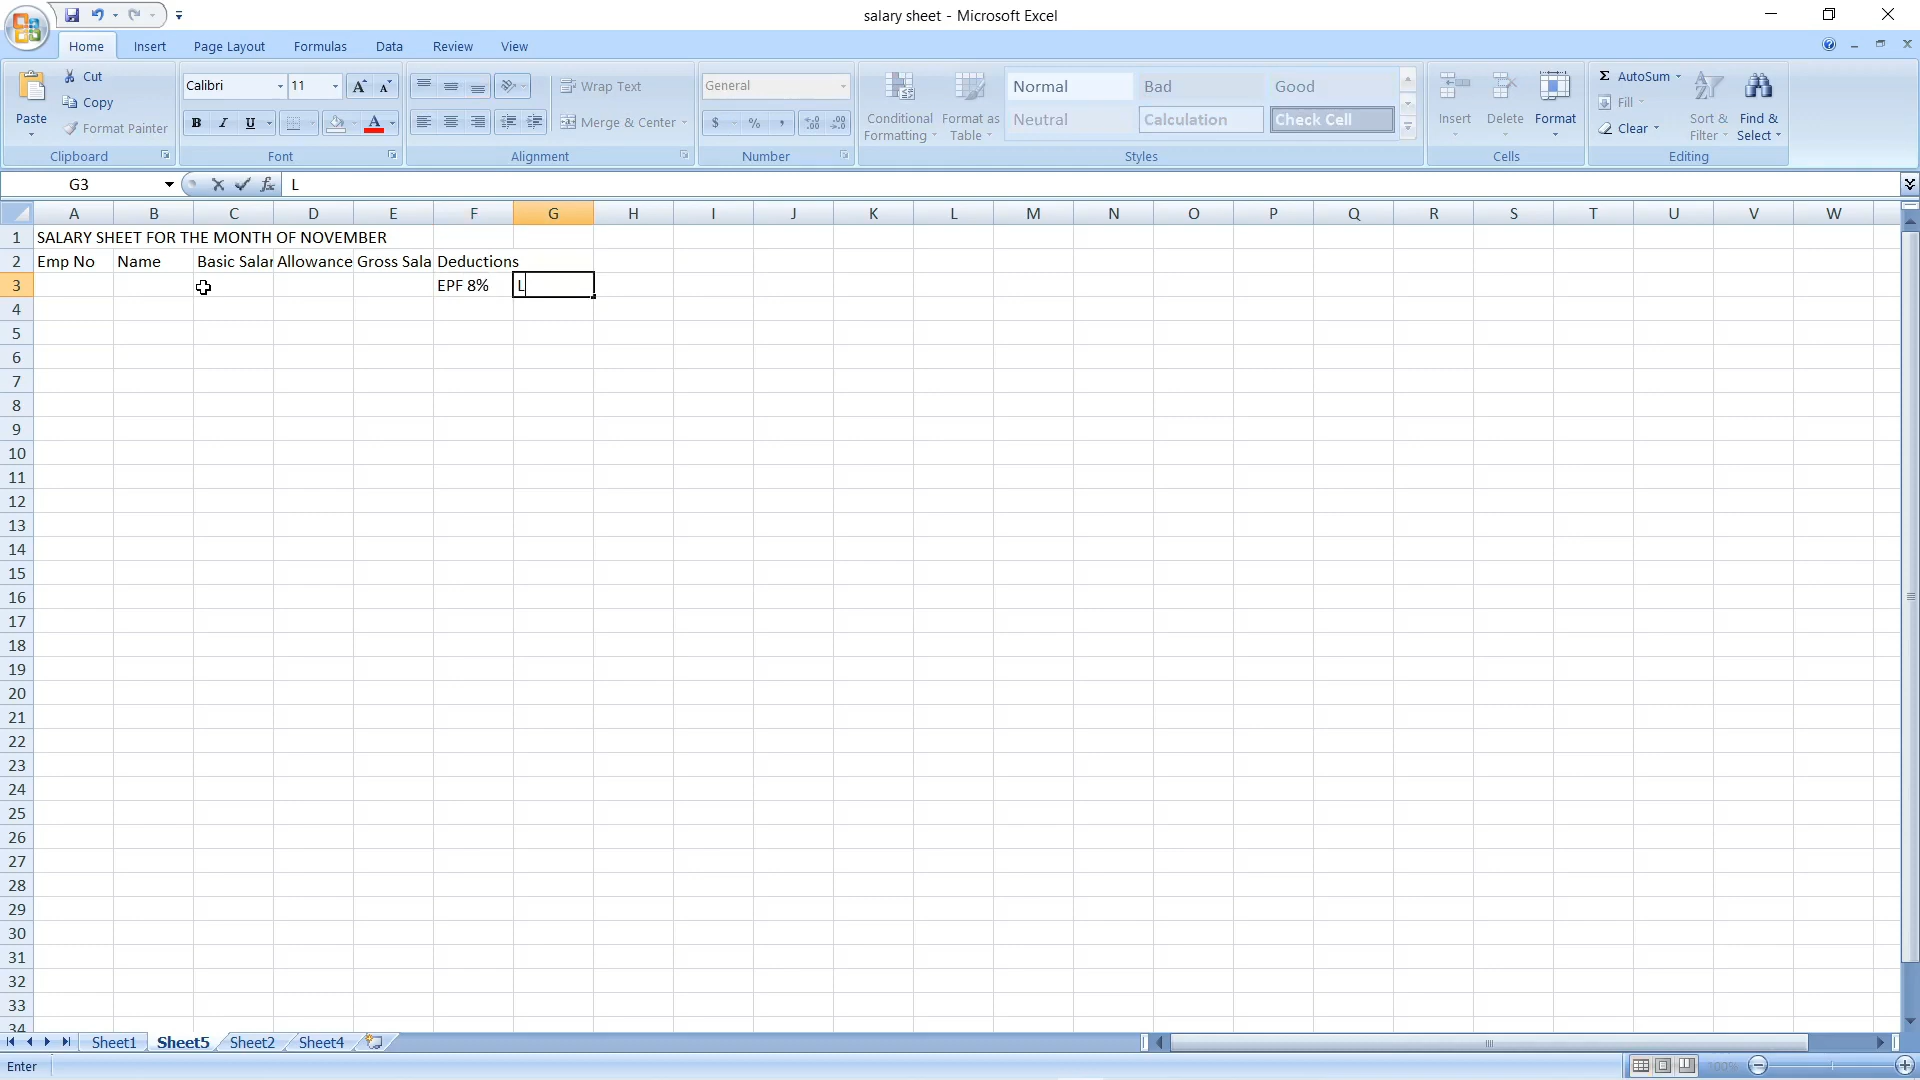 salary sheet - Microsoft Excel
Home Insert Page Layout Formulas Data Review View
Paste Cut Copy Format Painter
Clipboard
Calibri 11 A A
B I U A
Font
Wrap Text
Merge & Center
Alignment
General
$ % , .00 .00
Number
Conditional Formatting Format as Table
Normal Bad Good
Neutral Calculation Check Cell
Styles
Insert Delete Format
Cells
Σ AutoSum Fill Clear Sort & Filter Find & Select
Editing
G3 fx L
A B C D E F G H I J K L M N O P Q R S T U V W
1 SALARY SHEET FOR THE MONTH OF NOVEMBER
2 Emp No Name Basic Salar Allowance Gross Sala Deductions
3 EPF 8% L
4
5
6
7
8
9
10
11
12
13
14
15
16
17
18
19
20
21
22
23
24
25
26
27
28
29
30
31
32
33
34
Sheet1 Sheet5 Sheet2 Sheet4
Enter 100%